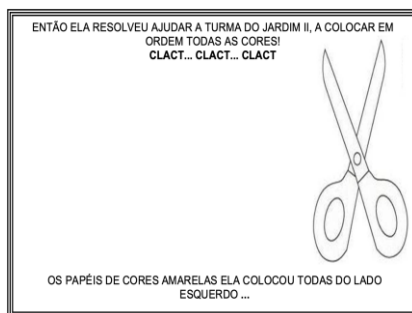 ENTÃO ELA RESOLVEU AJUDAR A TURMA DO JARDIM II, A COLOCAR EM
ORDEM TODAS AS CORES!
CLACT... CLACT... CLACT
OS PAPÉIS DE CORES AMARELAS ELA COLOCOU TODAS DO LADO
ESQUERDO ...